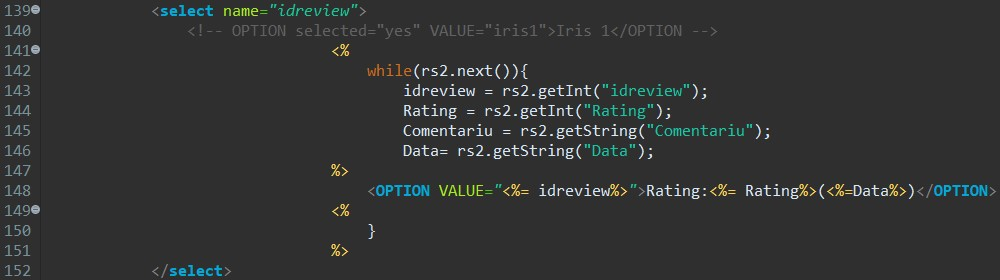 139 <select name="idreview">
140 <!-- OPTION selected="yes" VALUE="iris1">Iris 1</OPTION -->
141 <%
142 while(rs2.next()){
143 idreview = rs2.getInt("idreview");
144 Rating = rs2.getInt("Rating");
145 Comentariu = rs2.getString("Comentariu");
146 Data= rs2.getString("Data");
147 %>
148 <OPTION VALUE="<%= idreview%>">Rating:<%= Rating%>(<%=Data%>)</OPTION>
149 <%
150 }
151 %>
152 </select>